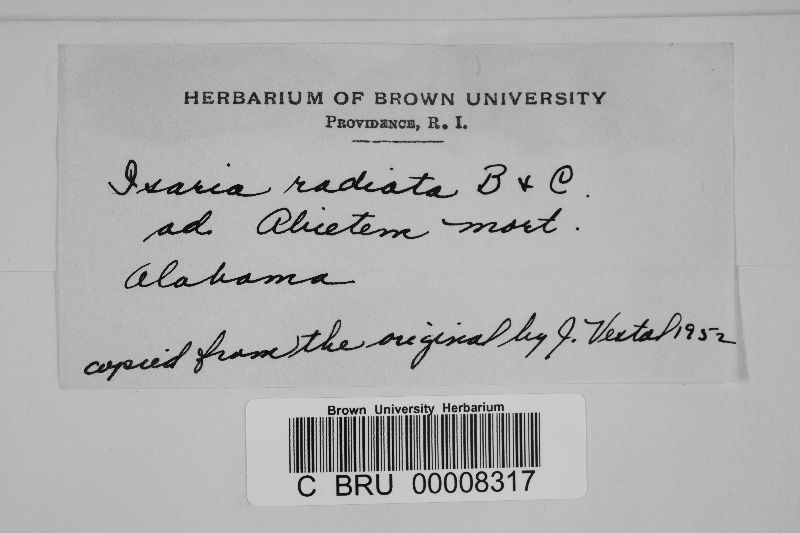 HERBARIUM OF BROWN UNIVERSITY
PROVIDENCE, R. I.
Isaria radiata B & C.
ad. Abietem mort.
Alabama
copied from the original by J. Vestal 1952
Brown University Herbarium
C BRU 00008317